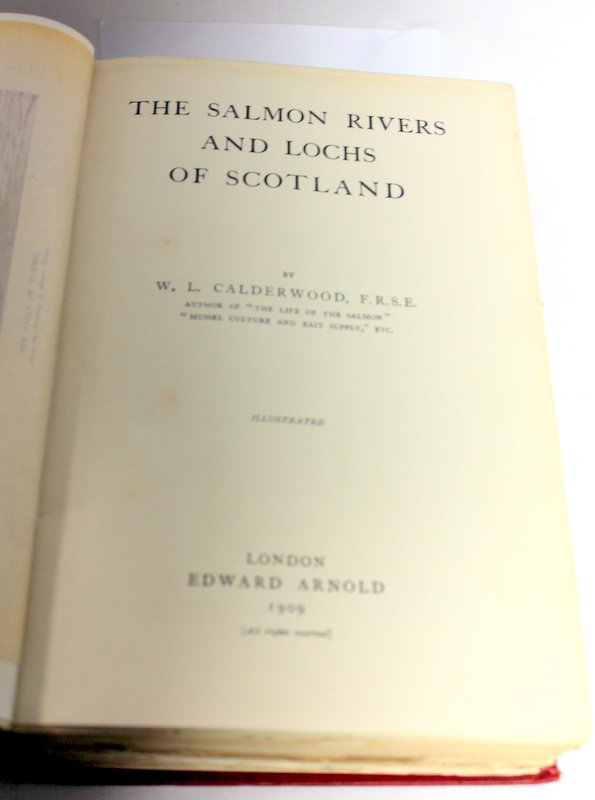 THE SALMON RIVERS
AND LOCHS
OF SCOTLAND
BY
W. L. CALDERWOOD, F.R.S.E.
AUTHOR OF "THE LIFE OF THE SALMON"
"MUSSEL CULTURE AND BAIT SUPPLY," ETC.
ILLUSTRATED
LONDON
EDWARD ARNOLD
1909
[All rights reserved]